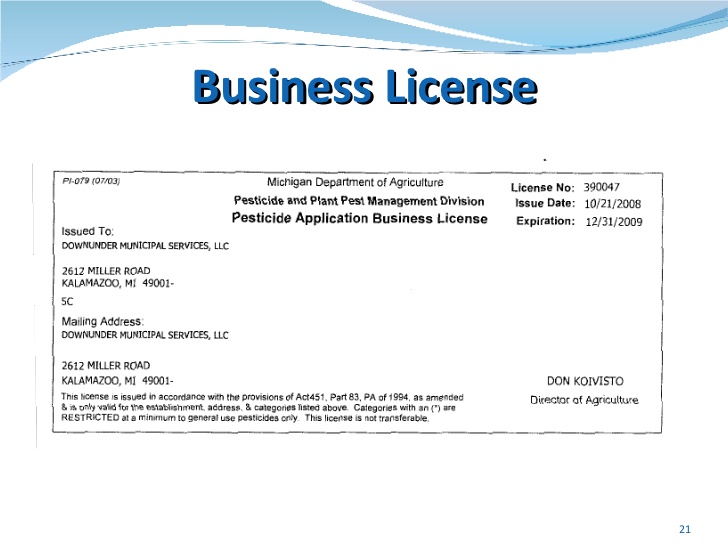 Business License
PI-079 (07/03)
Michigan Department of Agriculture
Pesticide and Plant Pest Management Division
Pesticide Application Business License
License No: 390047
Issue Date: 10/21/2008
Expiration: 12/31/2009
Issued To:
DOWNUNDER MUNICIPAL SERVICES, LLC
2612 MILLER ROAD
KALAMAZOO, MI 49001-
5C
Mailing Address:
DOWNUNDER MUNICIPAL SERVICES, LLC
2612 MILLER ROAD
KALAMAZOO, MI 49001-
This license is issued in accordance with the provisions of Act451, Part 83, PA of 1994, as amended
& is only valid for the establishment, address, & categories listed above. Categories with an (*) are
RESTRICTED at a minimum to general use pesticides only. This license is not transferable.
DON KOIVISTO
Director of Agriculture
21